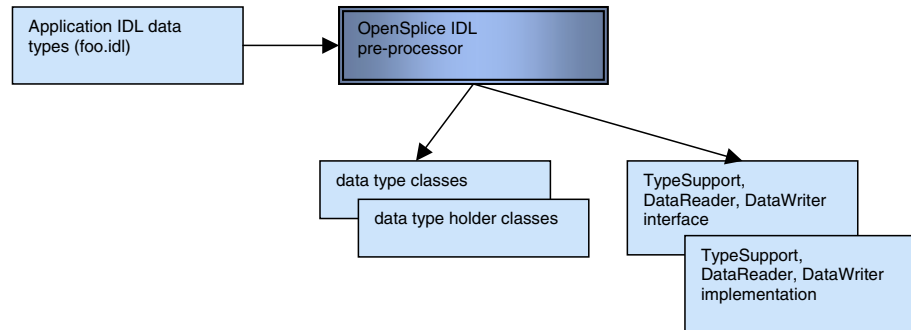 Application IDL data
types (foo.idl)
OpenSplice IDL
pre-processor
data type classes
data type holder classes
TypeSupport,
DataReader, DataWriter
interface
TypeSupport,
DataReader, DataWriter
implementation